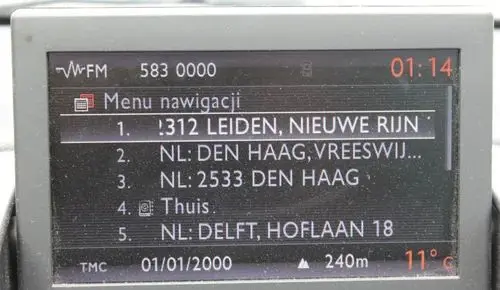 FM 583 0000 01:14
Menu nawigacji
1. 2312 LEIDEN, NIEUWE RIJN
2. NL: DEN HAAG, VREESWIJ...
3. NL: 2533 DEN HAAG
4. Thuis
5. NL: DELFT, HOFLAAN 18
TMC 01/01/2000 240m 11° C